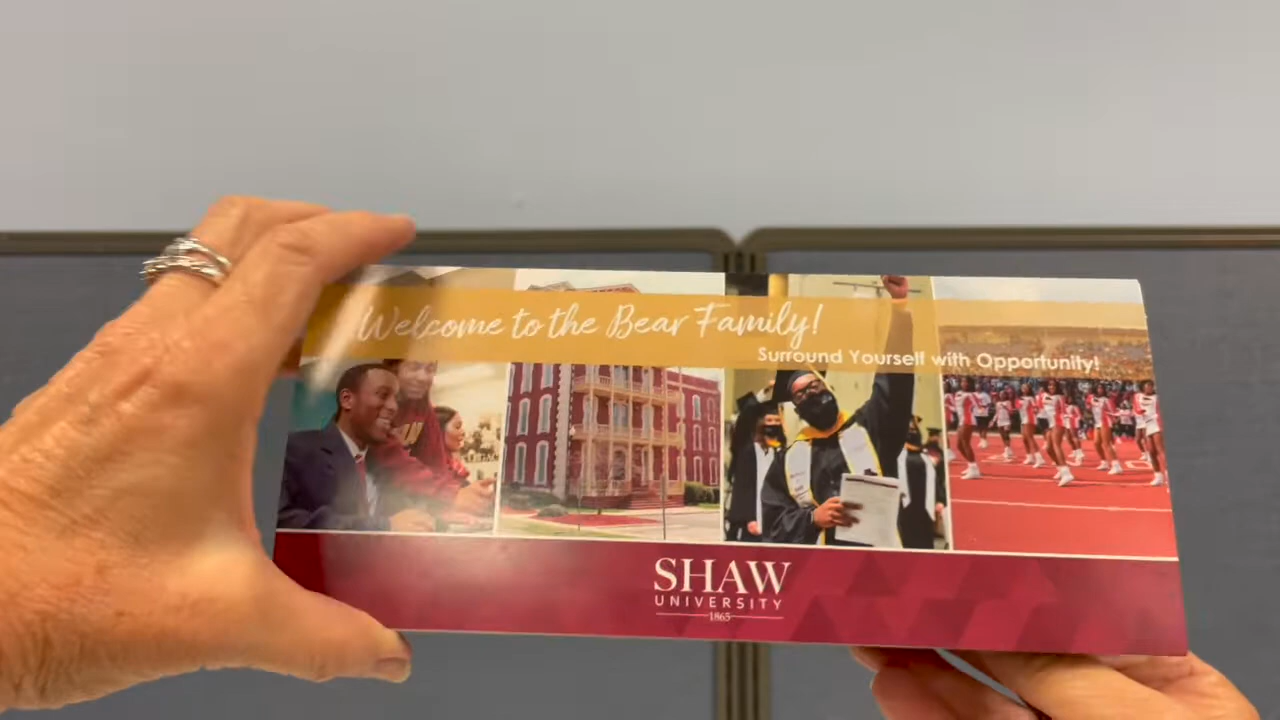 Welcome to the Bear Family!
Surround Yourself with Opportunity!
SHAW
UNIVERSITY
1865